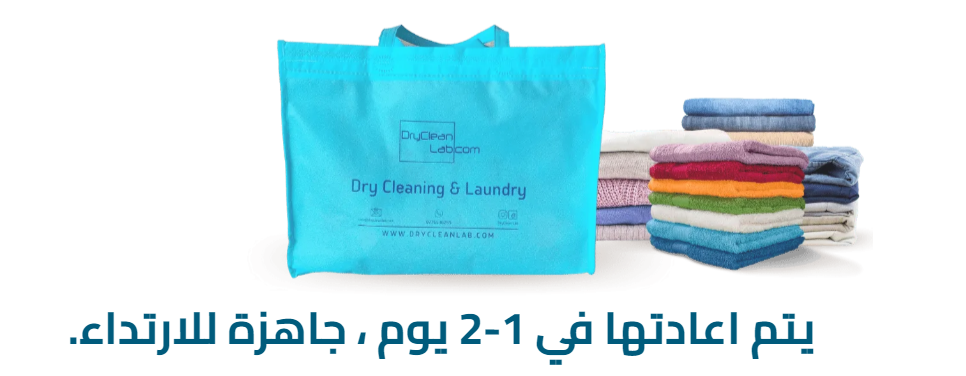 DryClean
Lab.com
Dry Cleaning & Laundry
WWW.DRYCLEANLAB.COM
يتم اعادتها في 1-2 يوم ، جاهزة للارتداء.